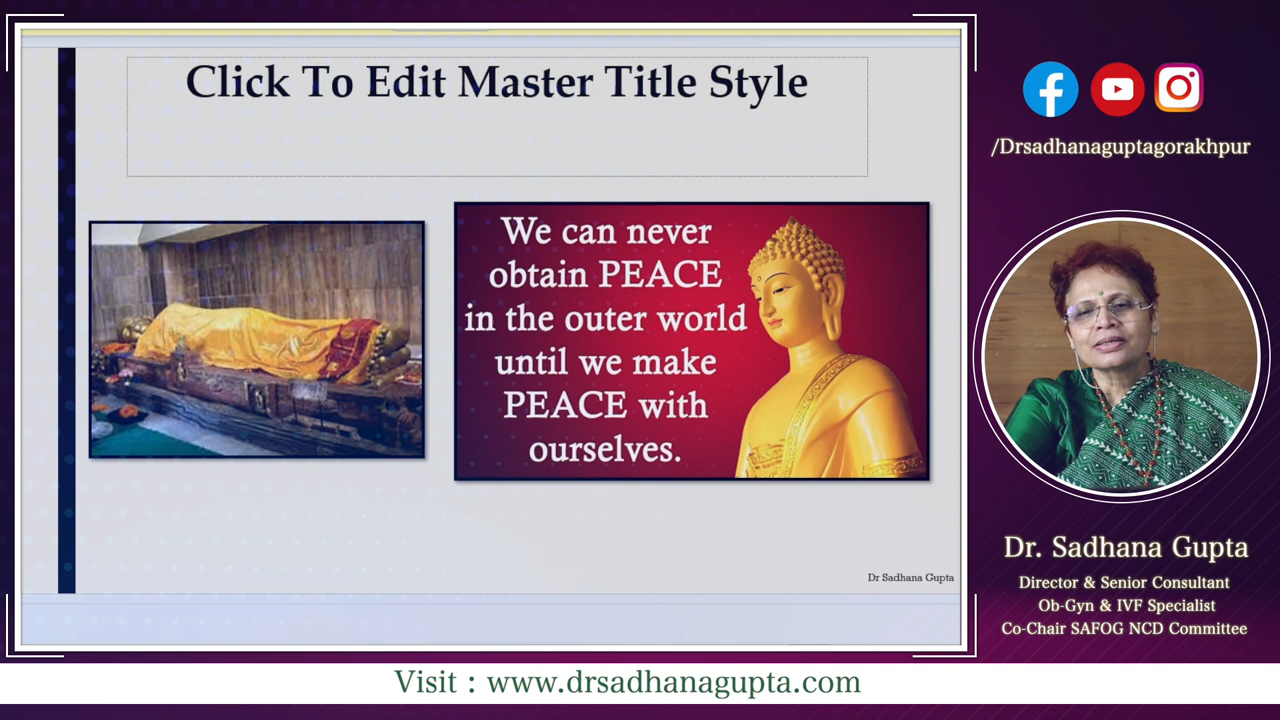 Click To Edit Master Title Style
We can never
obtain PEACE
in the outer world
until we make
PEACE with
ourselves.
Dr Sadhana Gupta
/Drsadhanaguptagorakhpur
Dr. Sadhana Gupta
Director & Senior Consultant
Ob-Gyn & IVF Specialist
Co-Chair SAFOG NCD Committee
Visit : www.drsadhanagupta.com